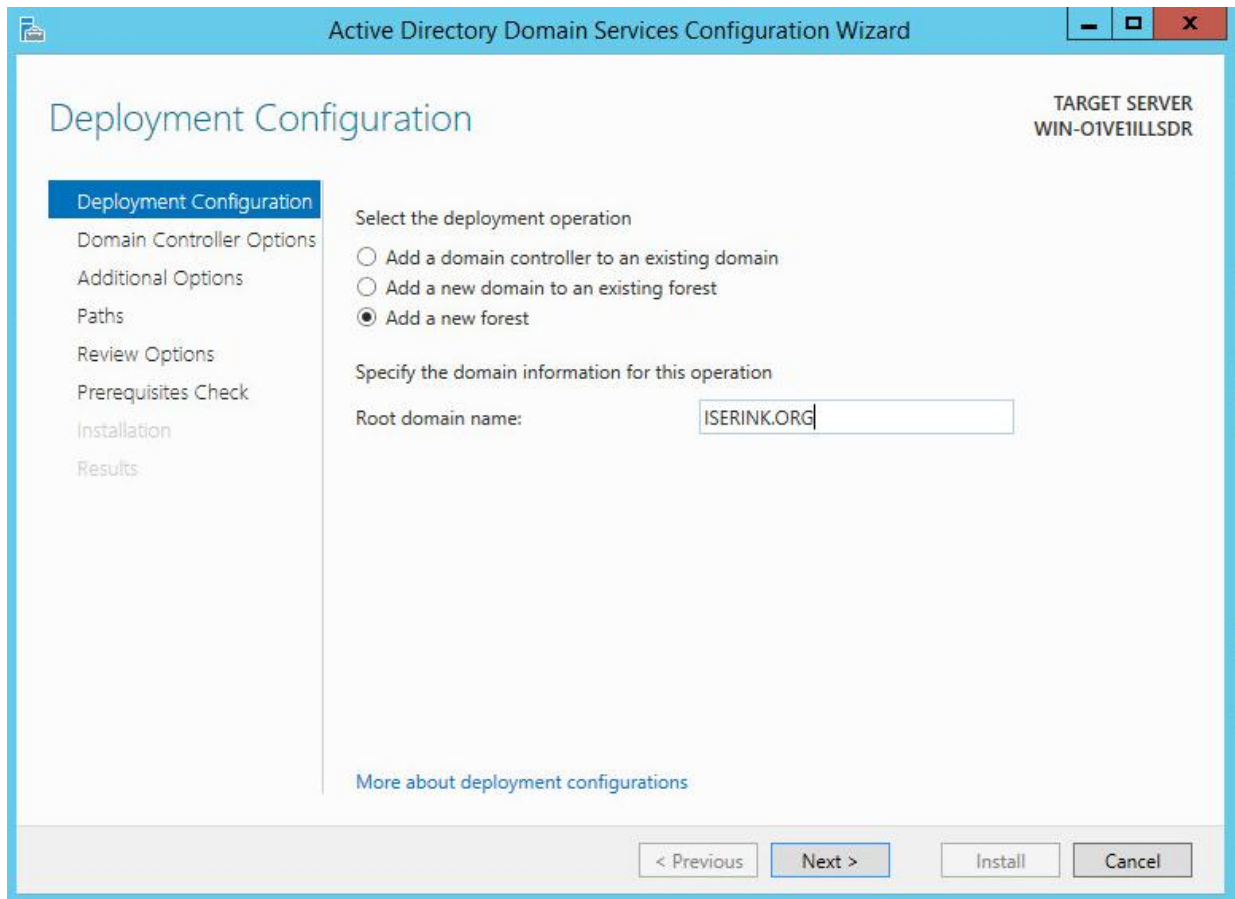 Active Directory Domain Services Configuration Wizard
Deployment Configuration
TARGET SERVER
WIN-O1VE1ILLSDR
Deployment Configuration
Domain Controller Options
Additional Options
Paths
Review Options
Prerequisites Check
Installation
Results
Select the deployment operation
Add a domain controller to an existing domain
Add a new domain to an existing forest
Add a new forest
Specify the domain information for this operation
Root domain name:
ISERINK.ORG
More about deployment configurations
< Previous
Next >
Install
Cancel